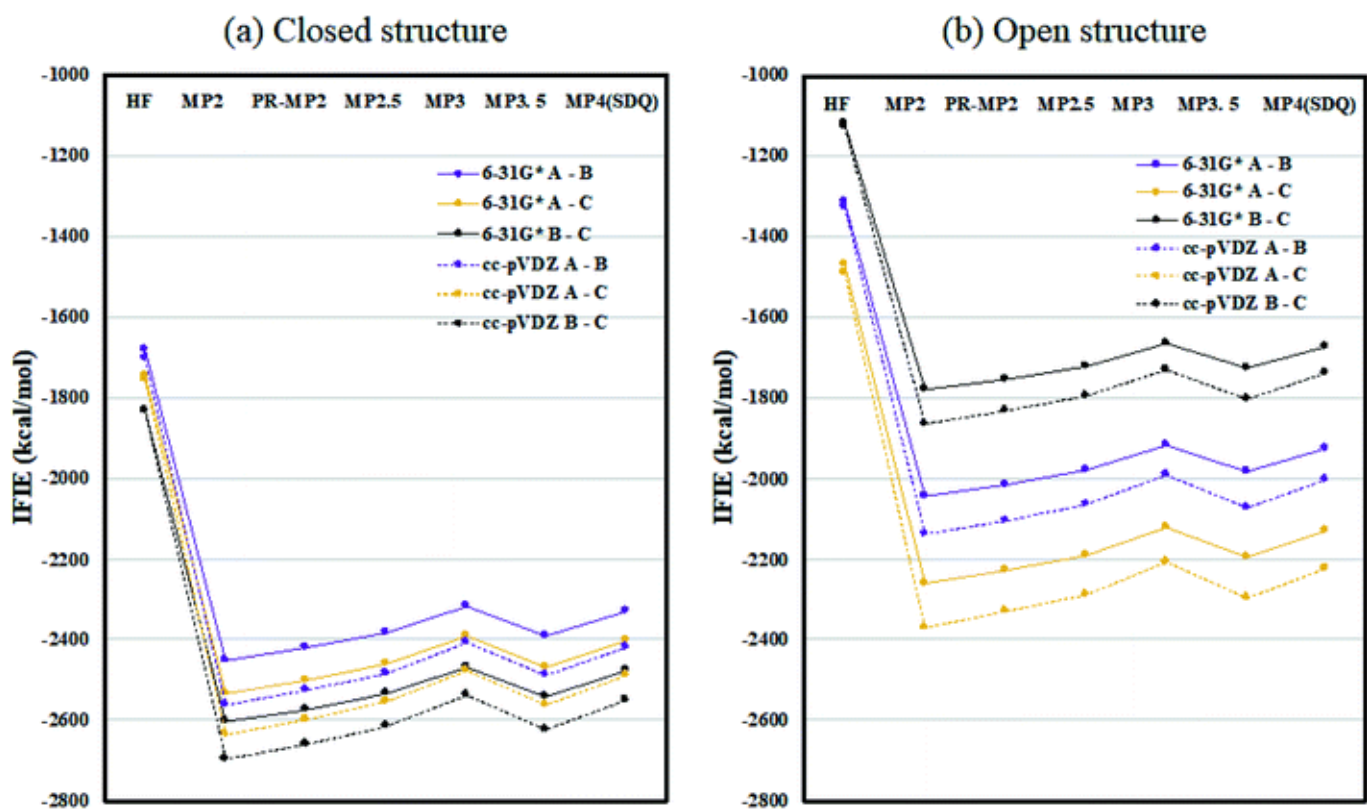 (a) Closed structure
-1000
HF MP2 PR-MP2 MP2.5 MP3 MP3. 5 MP4(SDQ)
-1200
6-31G* A - B
6-31G* A - C
6-31G* B - C
cc-pVDZ A - B
cc-pVDZ A - C
cc-pVDZ B - C
-1400
-1600
-1800
-2000
-2200
-2400
-2600
-2800
IFIE (kcal/mol)
(b) Open structure
-1000
HF MP2 PR-MP2 MP2.5 MP3 MP3. 5 MP4(SDQ)
-1200
6-31G* A - B
6-31G* A - C
6-31G* B - C
cc-pVDZ A - B
cc-pVDZ A - C
cc-pVDZ B - C
-1400
-1600
-1800
-2000
-2200
-2400
-2600
-2800
IFIE (kcal/mol)